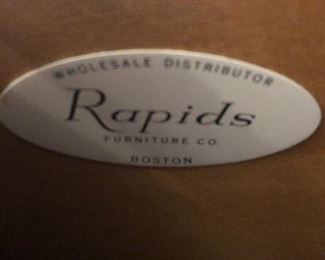 WHOLESALE DISTRIBUTOR
Rapids
FURNITURE CO.
BOSTON